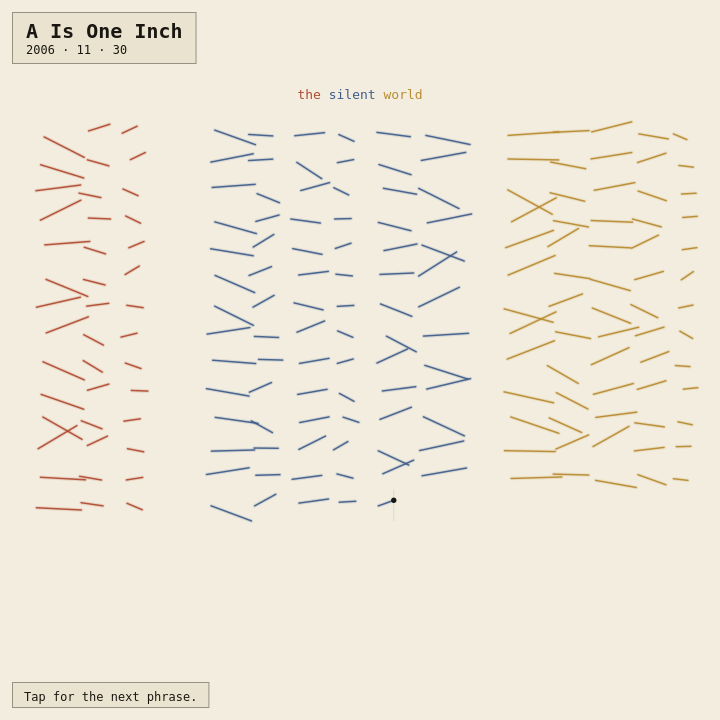 A Is One Inch
2006 · 11 · 30
the silent world
Tap for the next phrase.